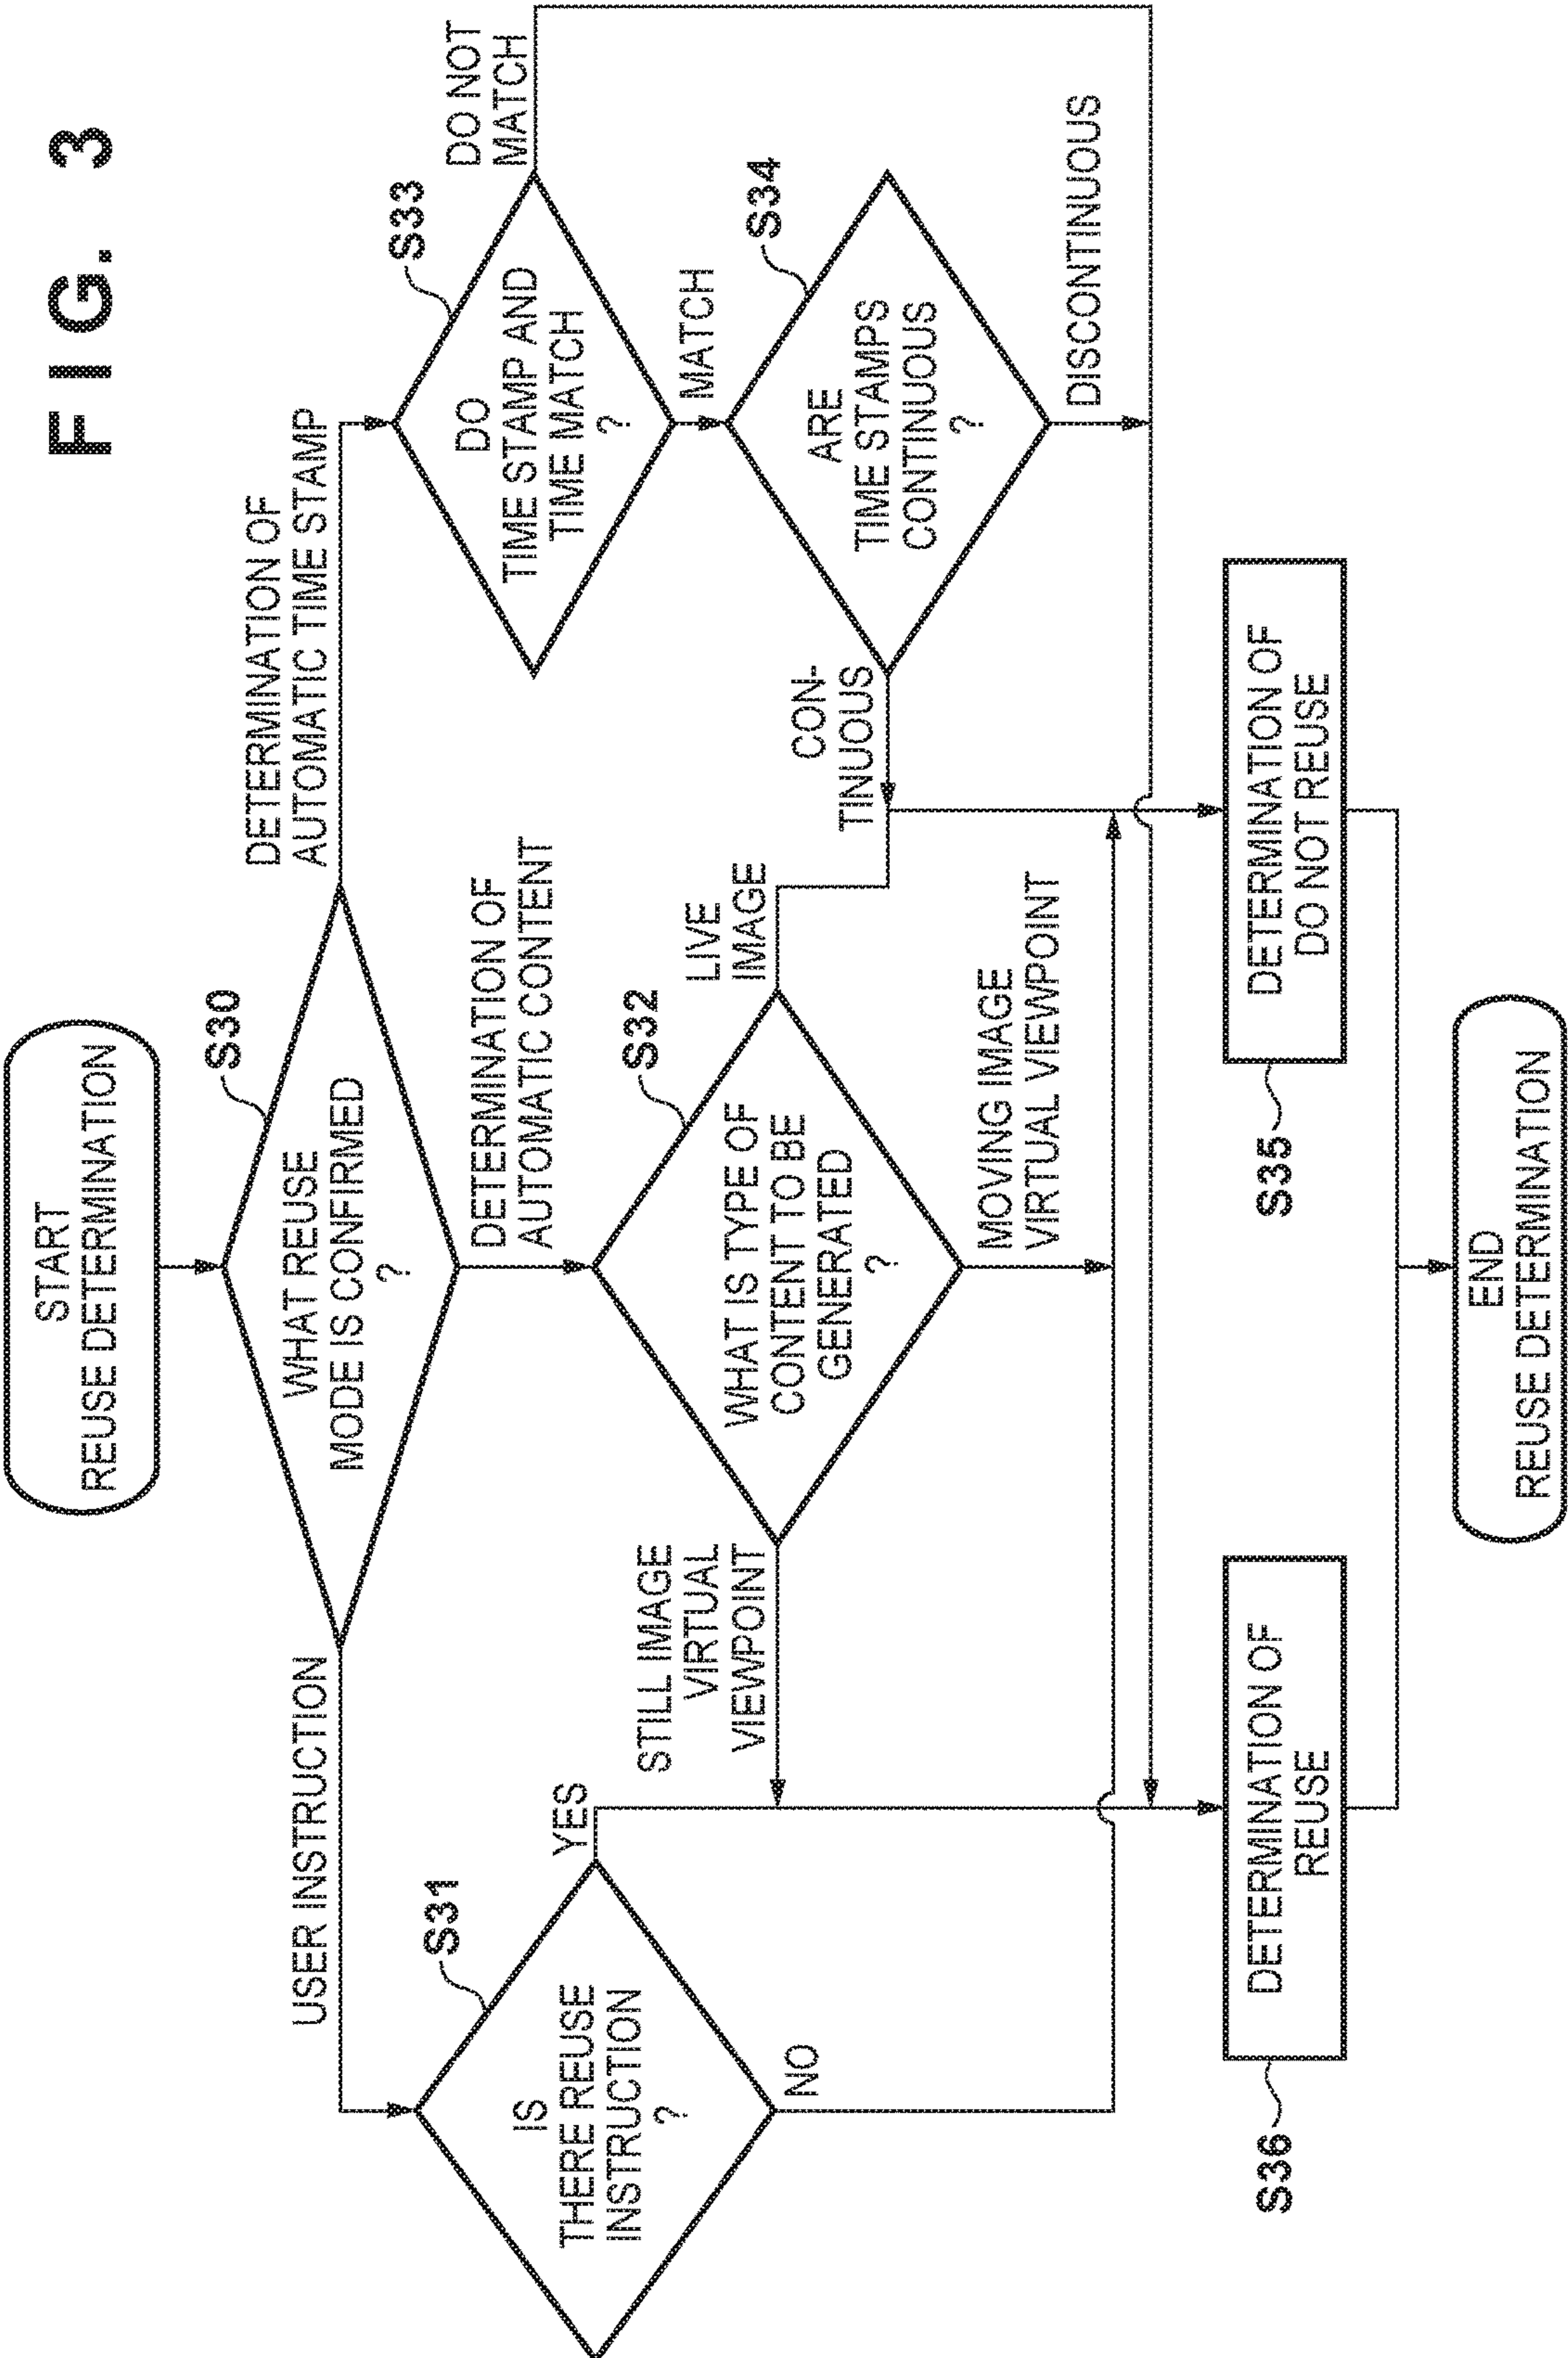 FIG. 3
START
REUSE DETERMINATION
S30
WHAT REUSE
MODE IS CONFIRMED
?
USER INSTRUCTION
DETERMINATION OF
AUTOMATIC CONTENT
DETERMINATION OF
AUTOMATIC TIME STAMP
S31
IS
THERE REUSE
INSTRUCTION
?
YES
NO
S32
WHAT IS TYPE OF
CONTENT TO BE
GENERATED
?
STILL IMAGE
VIRTUAL
VIEWPOINT
LIVE
IMAGE
MOVING IMAGE
VIRTUAL VIEWPOINT
S33
DO
TIME STAMP AND
TIME MATCH
?
DO NOT
MATCH
MATCH
S34
ARE
TIME STAMPS
CONTINUOUS
?
CON-
TINUOUS
DISCONTINUOUS
S36
DETERMINATION OF
REUSE
S35
DETERMINATION OF
DO NOT REUSE
END
REUSE DETERMINATION